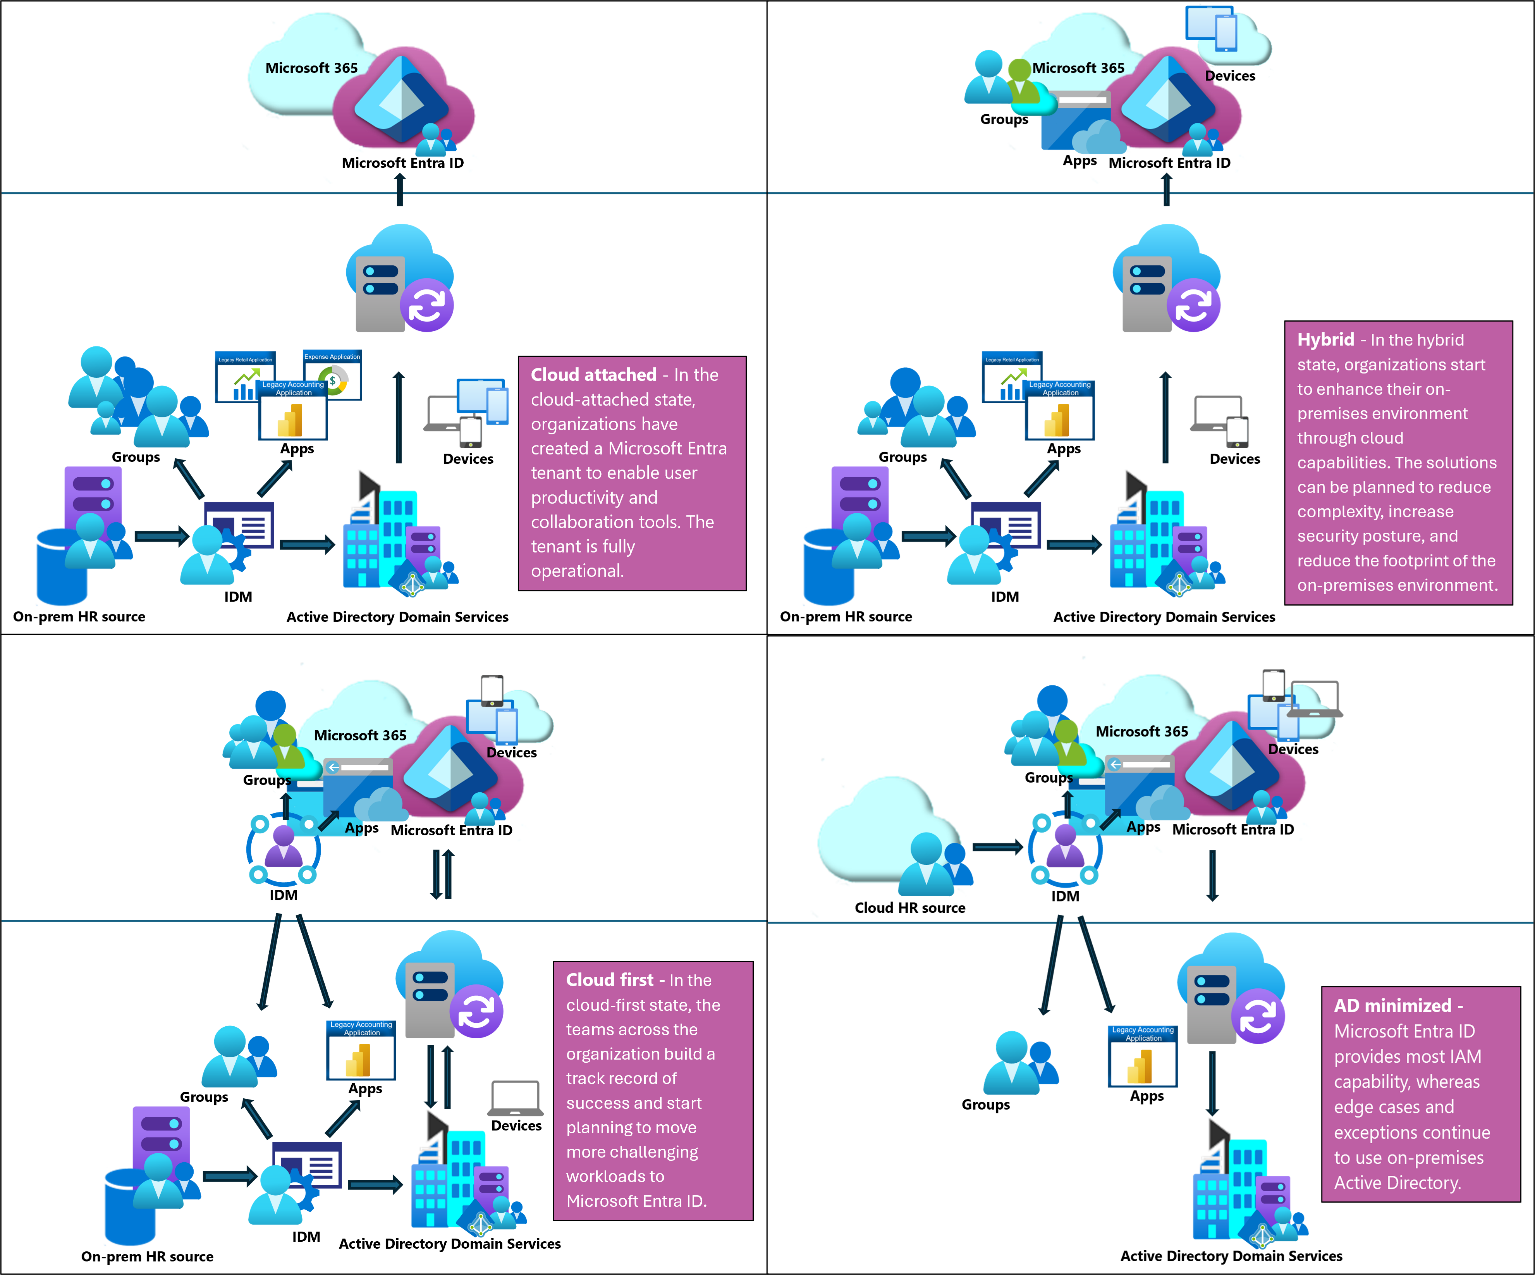 Microsoft 365
Microsoft Entra ID
Legacy Retail Application
Expense Application
Legacy Accounting
Application
Groups
Apps
Devices
On-prem HR source
IDM
Active Directory Domain Services
Cloud attached - In the
cloud-attached state,
organizations have
created a Microsoft Entra
tenant to enable user
productivity and
collaboration tools. The
tenant is fully
operational.
Microsoft 365
Devices
Groups
Apps
Microsoft Entra ID
Legacy Retail Application
Legacy Accounting
Application
Groups
Apps
Devices
On-prem HR source
IDM
Active Directory Domain Services
Hybrid - In the hybrid
state, organizations start
to enhance their on-
premises environment
through cloud
capabilities. The solutions
can be planned to reduce
complexity, increase
security posture, and
reduce the footprint of the
on-premises environment.
Microsoft 365
Devices
Groups
Apps
Microsoft Entra ID
IDM
Legacy Accounting
Application
Groups
Apps
Devices
On-prem HR source
IDM
Active Directory Domain Services
Cloud first - In the
cloud-first state, the
teams across the
organization build a
track record of
success and start
planning to move
more challenging
workloads to
Microsoft Entra ID.
Microsoft 365
Devices
Groups
Apps
Microsoft Entra ID
Cloud HR source
IDM
Legacy Accounting
Application
Groups
Apps
Active Directory Domain Services
AD minimized -
Microsoft Entra ID
provides most IAM
capability, whereas
edge cases and
exceptions continue
to use on-premises
Active Directory.